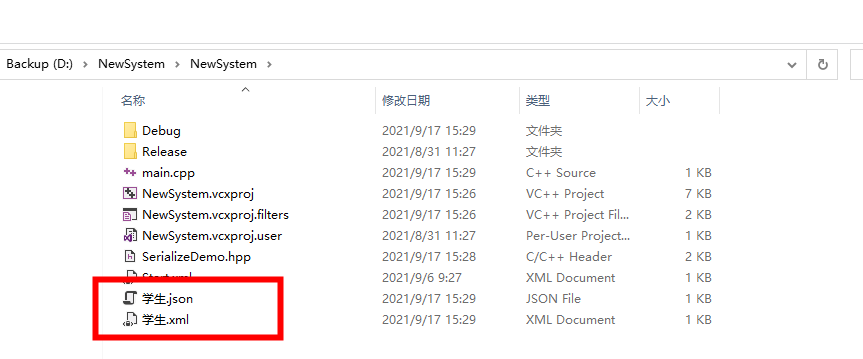 Backup (D:) > NewSystem > NewSystem >
名称 修改日期 类型 大小
Debug 2021/9/17 15:29 文件夹
Release 2021/8/31 11:27 文件夹
main.cpp 2021/9/17 15:29 C++ Source 1 KB
NewSystem.vcxproj 2021/9/17 15:26 VC++ Project 7 KB
NewSystem.vcxproj.filters 2021/9/17 15:26 VC++ Project Fil... 2 KB
NewSystem.vcxproj.user 2021/8/31 11:27 Per-User Project... 1 KB
SerializeDemo.hpp 2021/9/17 15:28 C/C++ Header 2 KB
Start.xml 2021/9/6 9:27 XML Document 1 KB
学生.json 2021/9/17 15:29 JSON File 1 KB
学生.xml 2021/9/17 15:29 XML Document 1 KB